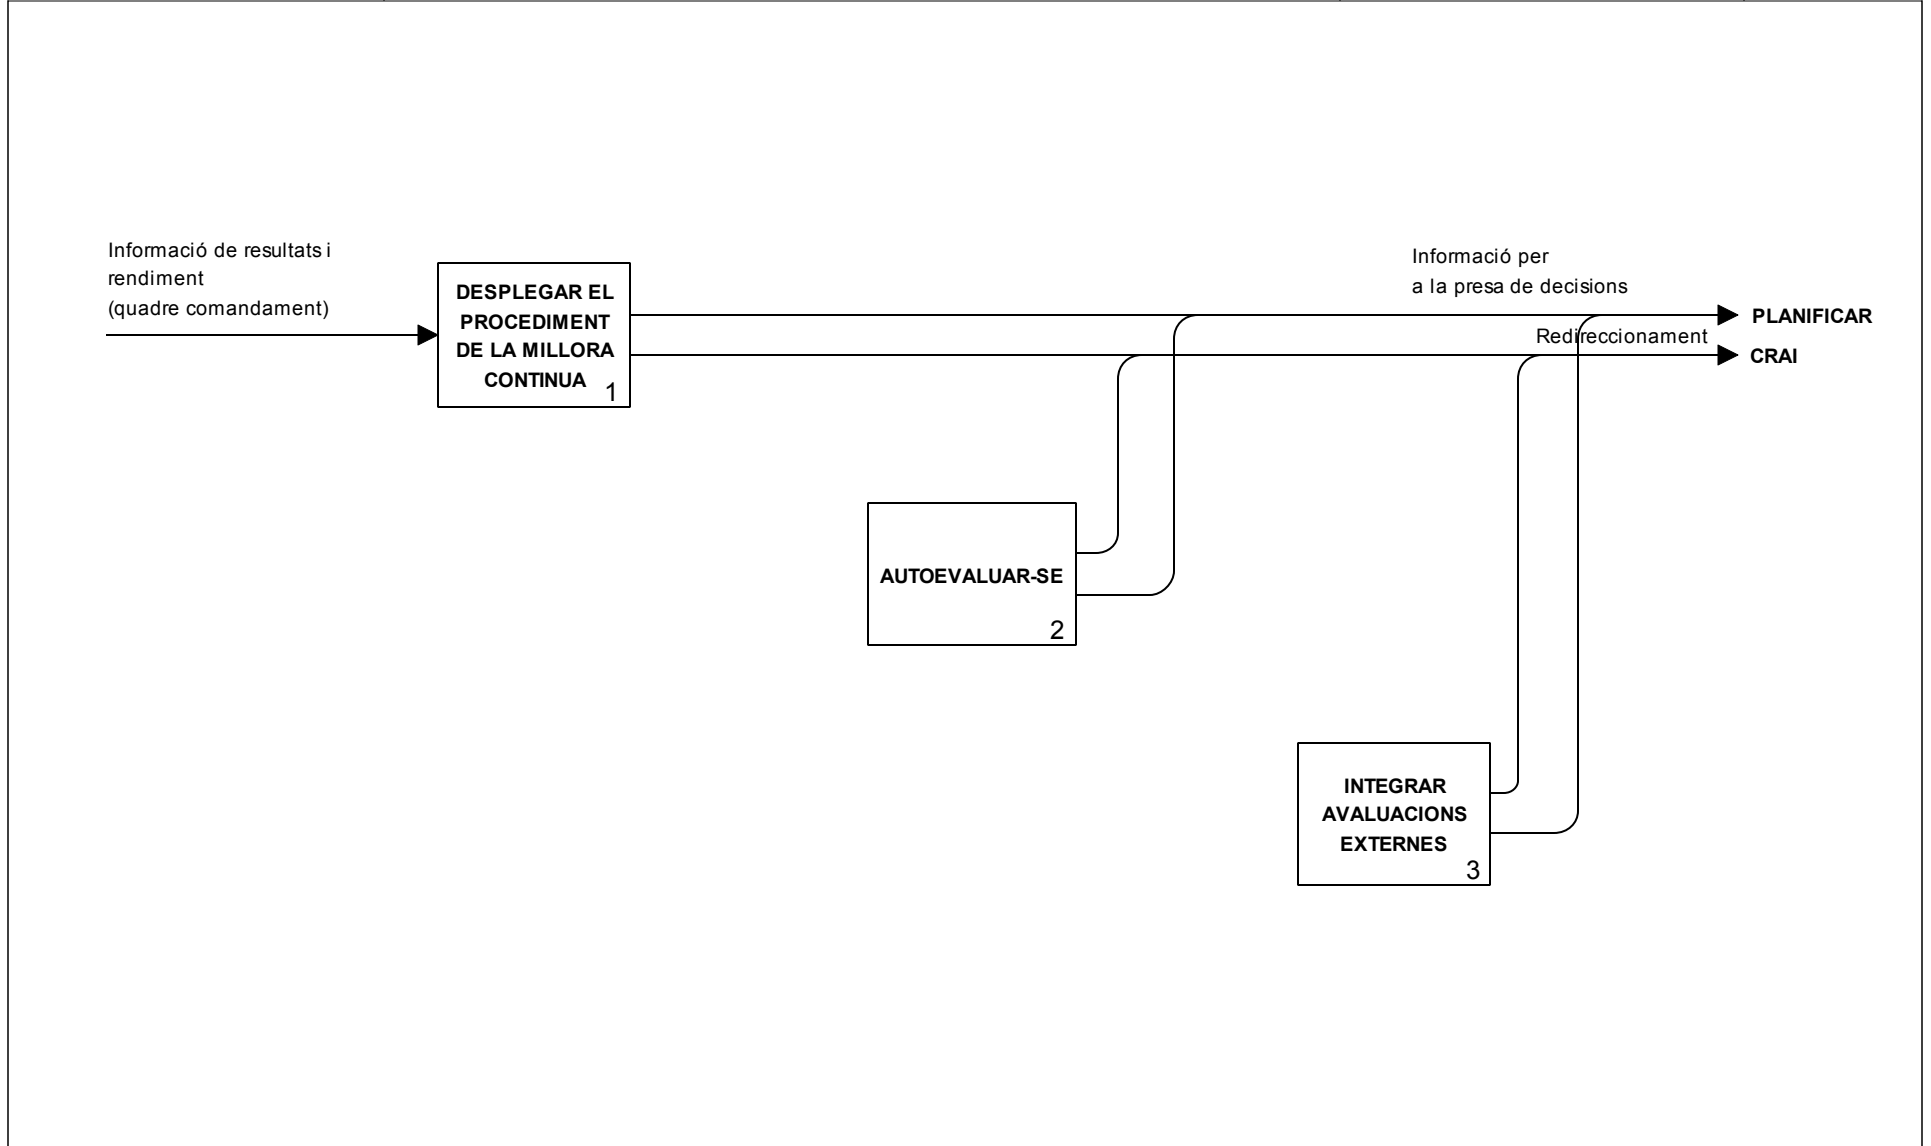 Informació de resultats i
rendiment
(quadre comandament)
DESPLEGAR EL
PROCEDIMENT
DE LA MILLORA
CONTINUA
1
Informació per
a la presa de decisions
PLANIFICAR
Redireccionament
CRAI
AUTOEVALUAR-SE
2
INTEGRAR
AVALUACIONS
EXTERNES
3